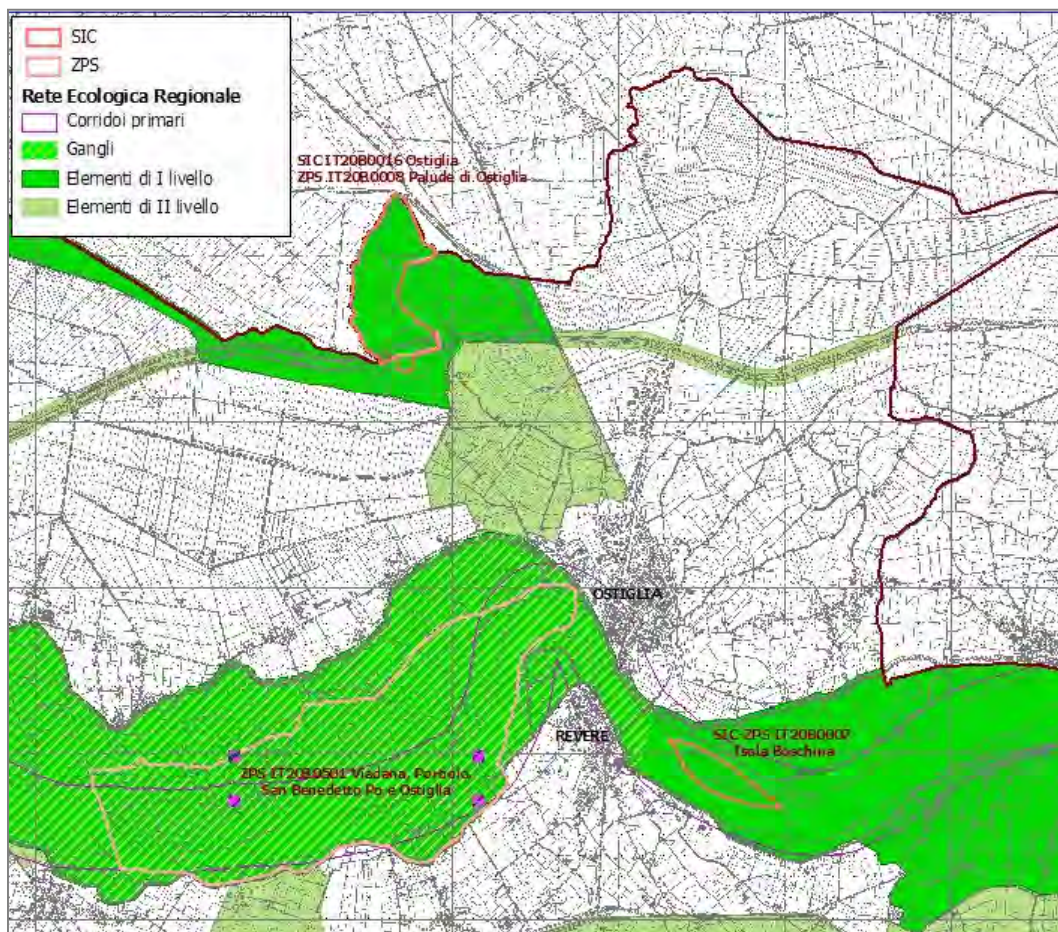 SIC
ZPS
Rete Ecologica Regionale
Corridoi primari
Gangli
Elementi di I livello
Elementi di II livello
SIC IT20B0016 Ostiglia
ZPS IT20B0008 Palude di Ostiglia
OSTIGLIA
REVERE
SIC-ZPS IT20B0007
Isola Boschina
ZPS IT20B0501 Viadana, Portiolo,
San Benedetto Po e Ostiglia